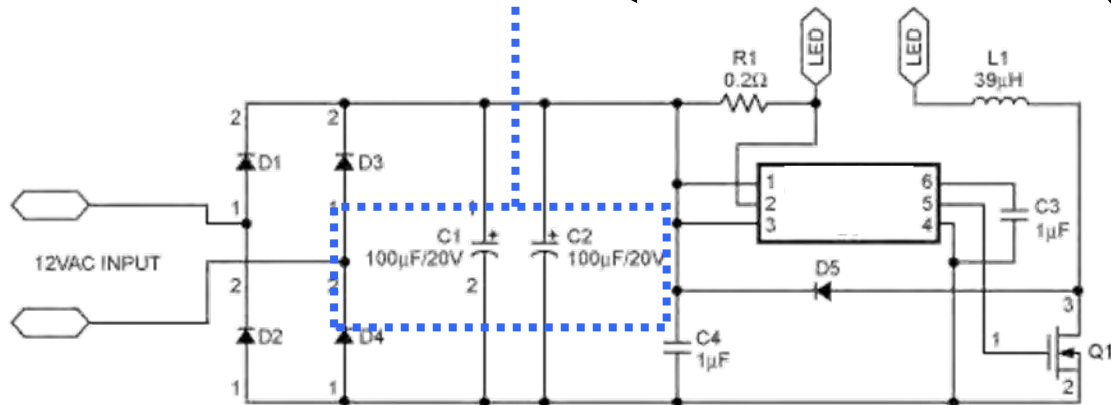 LED
LED
R1
0.2Ω
L1
39µH
2
2
D1
D3
1
1
1
12VAC INPUT
C1
100µF/20V
C2
100µF/20V
2
2
2
D2
D4
1
1
1
2
3
6
5
4
C3
1µF
D5
C4
1µF
3
1
Q1
2